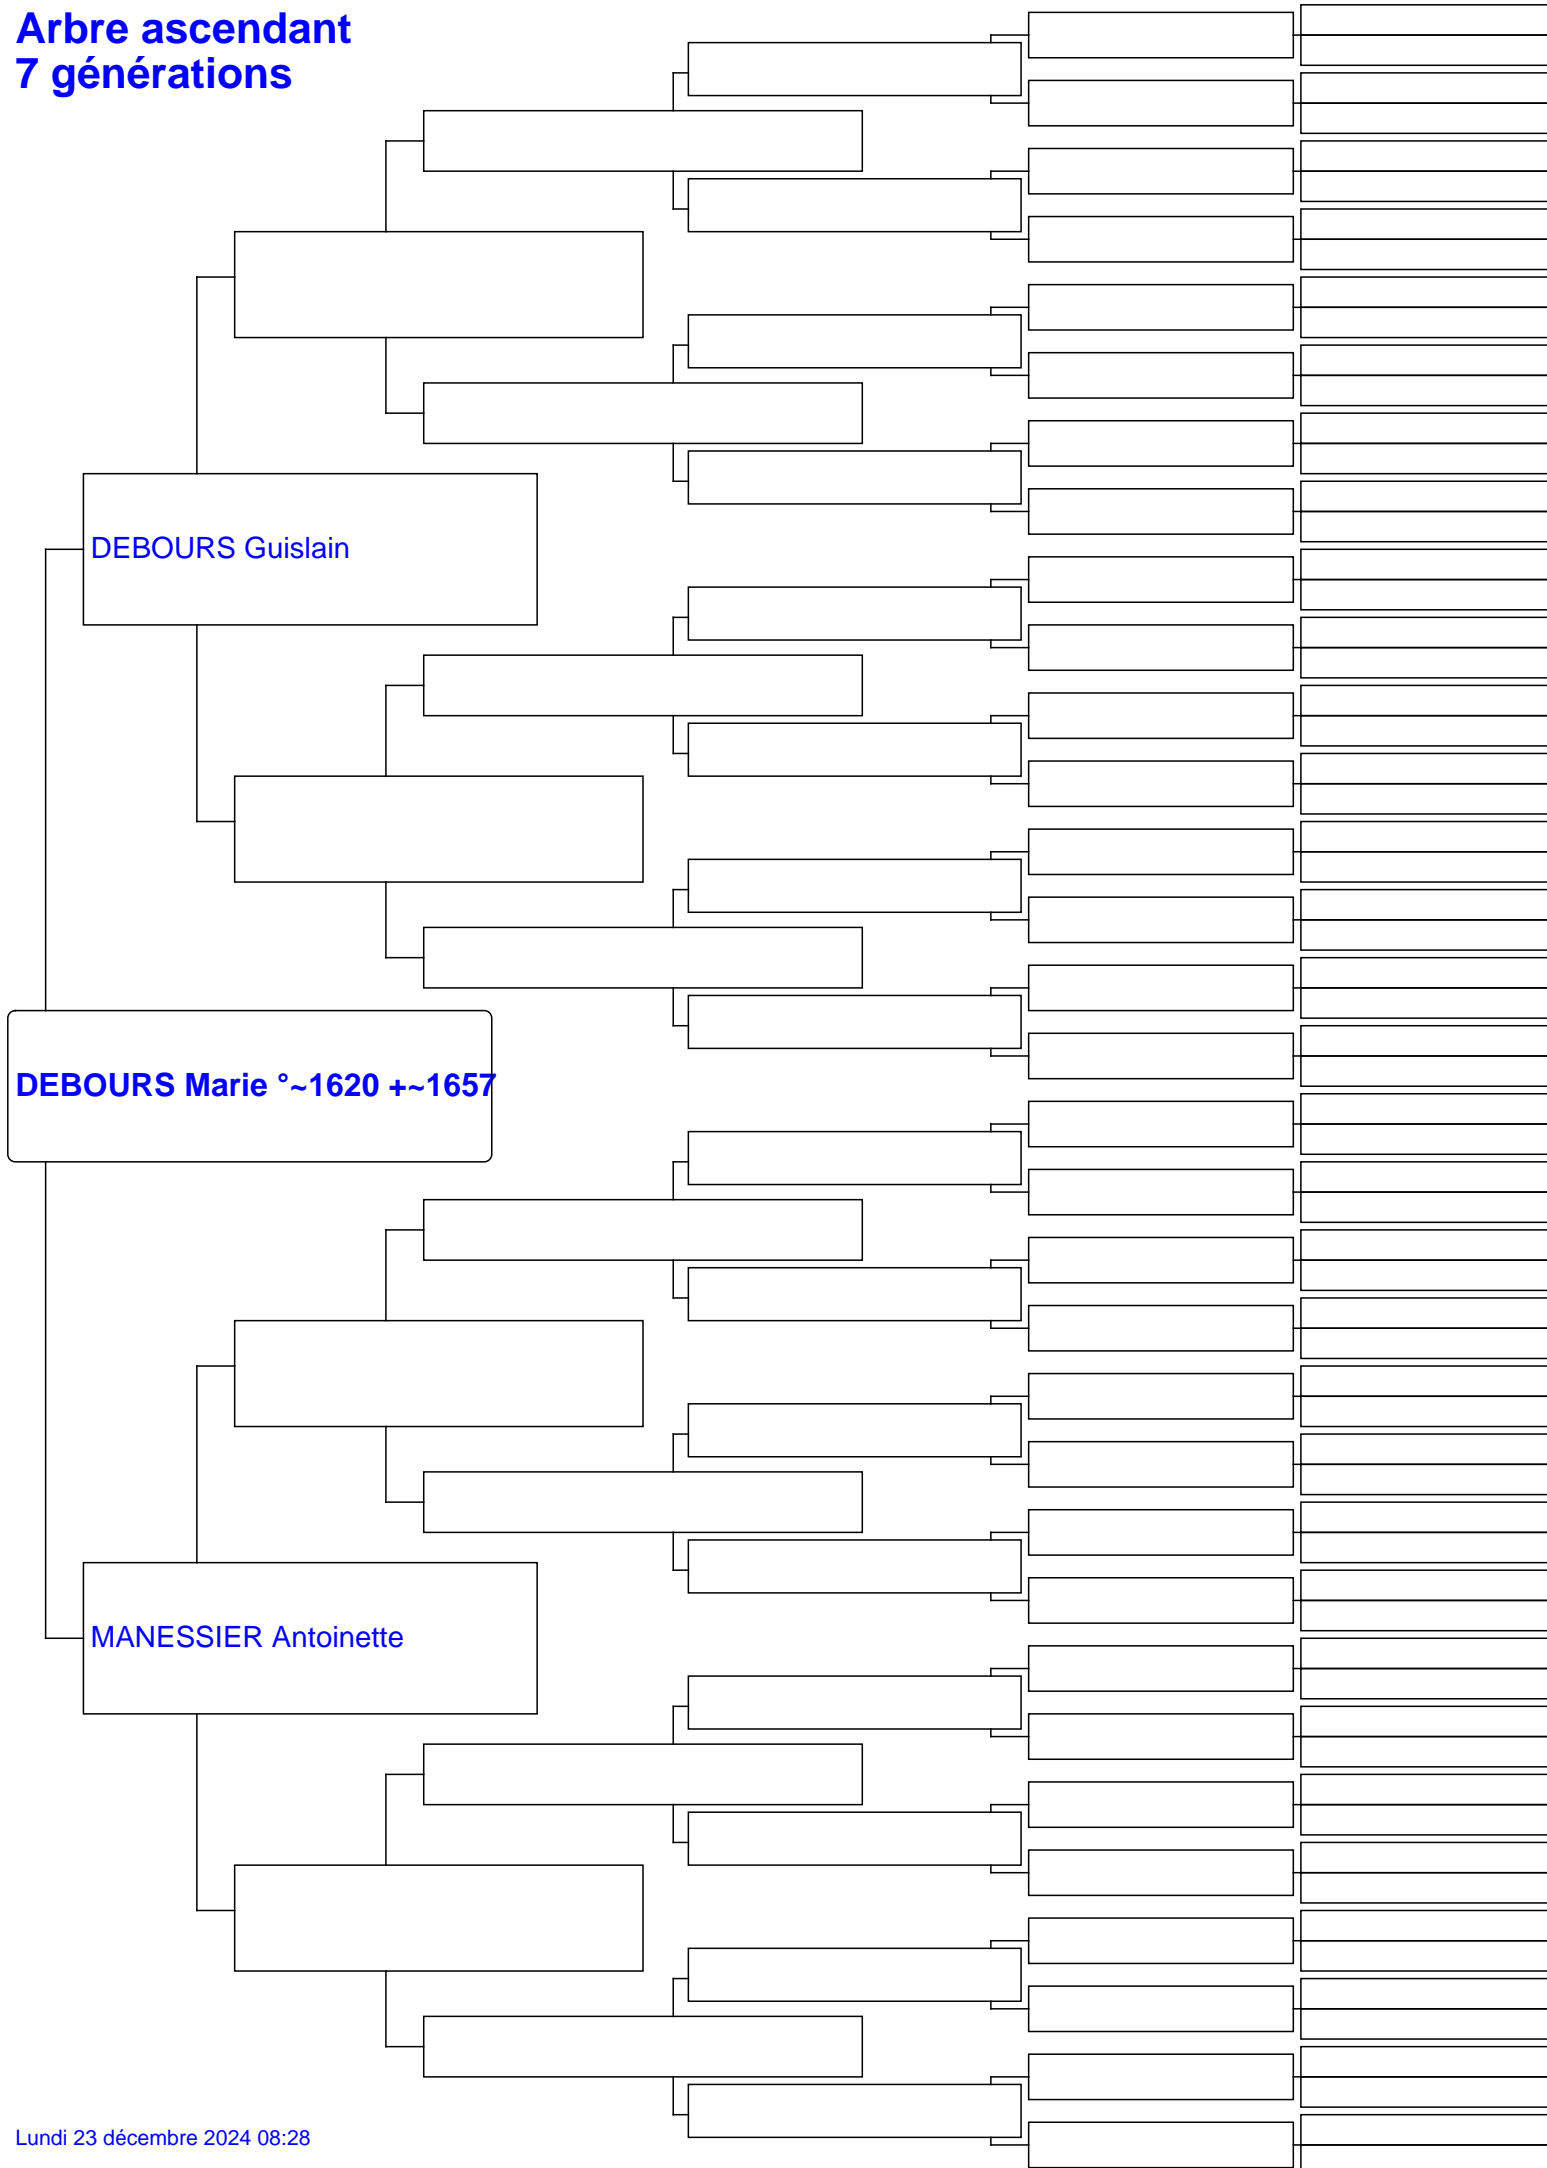 Arbre ascendant
7 générations
DEBOURS Guislain
DEBOURS Marie °~1620 +~1657
MANESSIER Antoinette
Lundi 23 décembre 2024 08:28